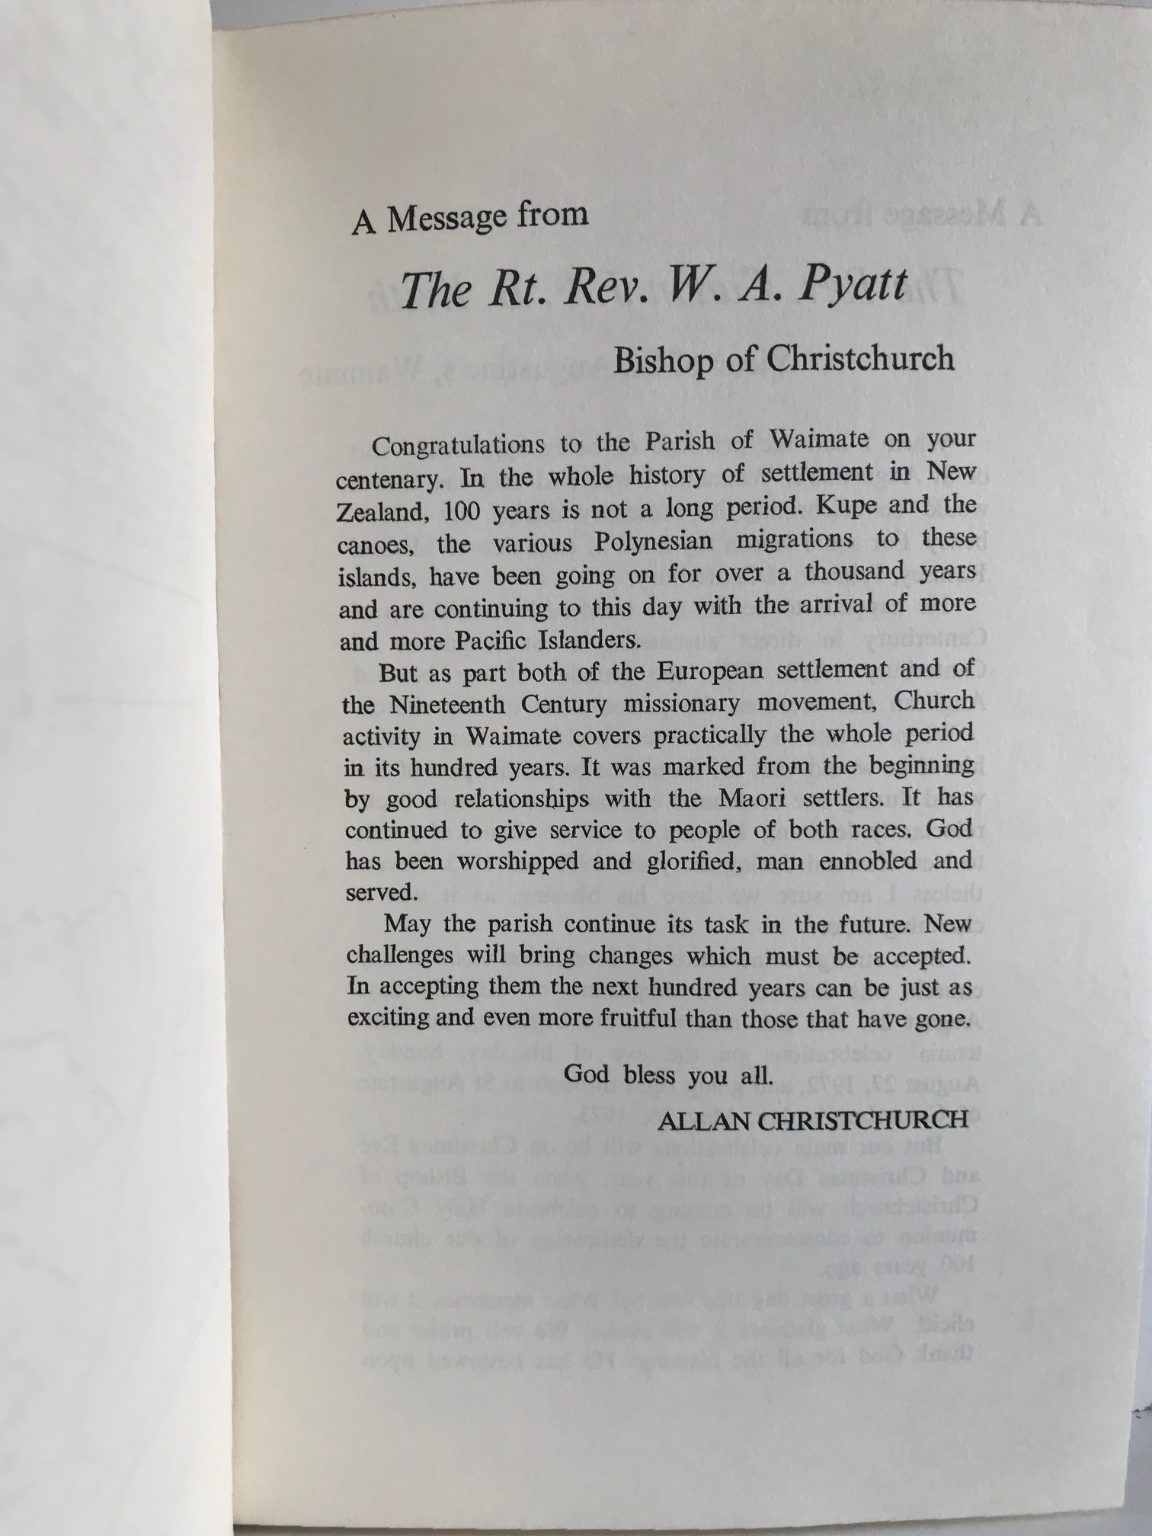 A Message from
The Rt. Rev. W. A. Pyatt
Bishop of Christchurch
Congratulations to the Parish of Waimate on your
centenary. In the whole history of settlement in New
Zealand, 100 years is not a long period. Kupe and the
canoes, the various Polynesian migrations to these
islands, have been going on for over a thousand years
and are continuing to this day with the arrival of more
and more Pacific Islanders.
But as part both of the European settlement and of
the Nineteenth Century missionary movement, Church
activity in Waimate covers practically the whole period
in its hundred years. It was marked from the beginning
by good relationships with the Maori settlers. It has
continued to give service to people of both races. God
has been worshipped and glorified, man ennobled and
served.
May the parish continue its task in the future. New
challenges will bring changes which must be accepted.
In accepting them the next hundred years can be just as
exciting and even more fruitful than those that have gone.
God bless you all.
ALLAN CHRISTCHURCH